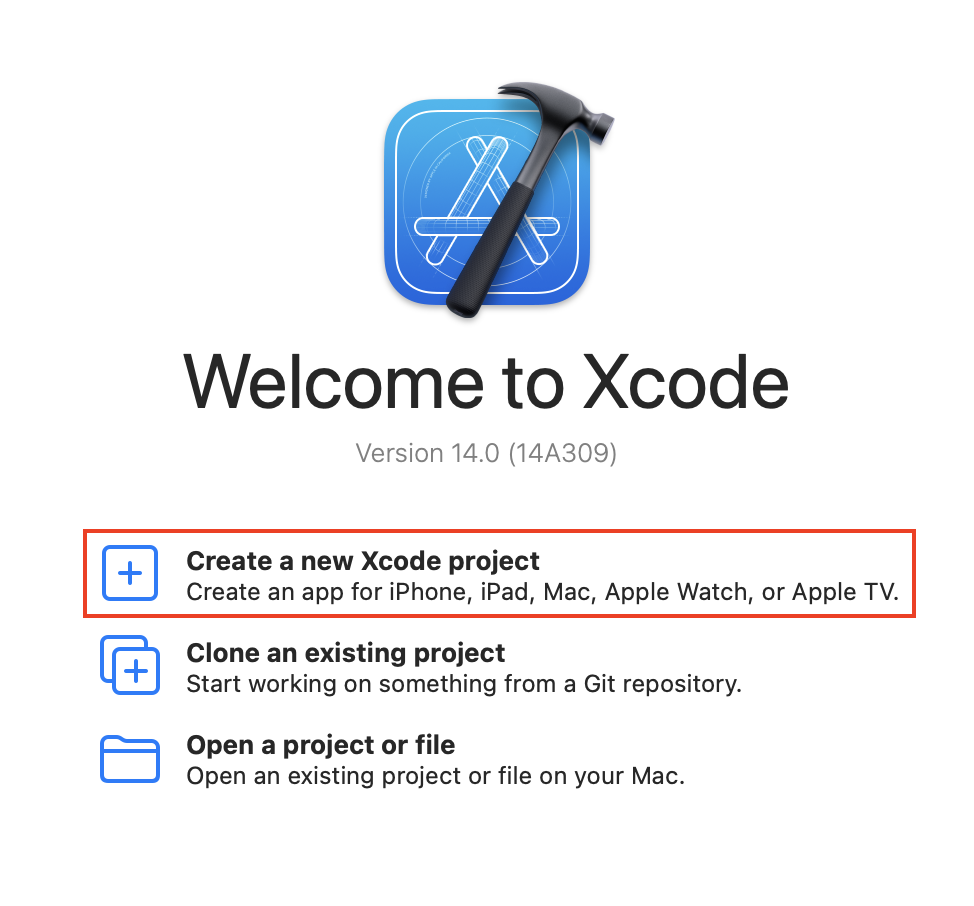 Welcome to Xcode
Version 14.0 (14A309)
Create a new Xcode project
Create an app for iPhone, iPad, Mac, Apple Watch, or Apple TV.
Clone an existing project
Start working on something from a Git repository.
Open a project or file
Open an existing project or file on your Mac.